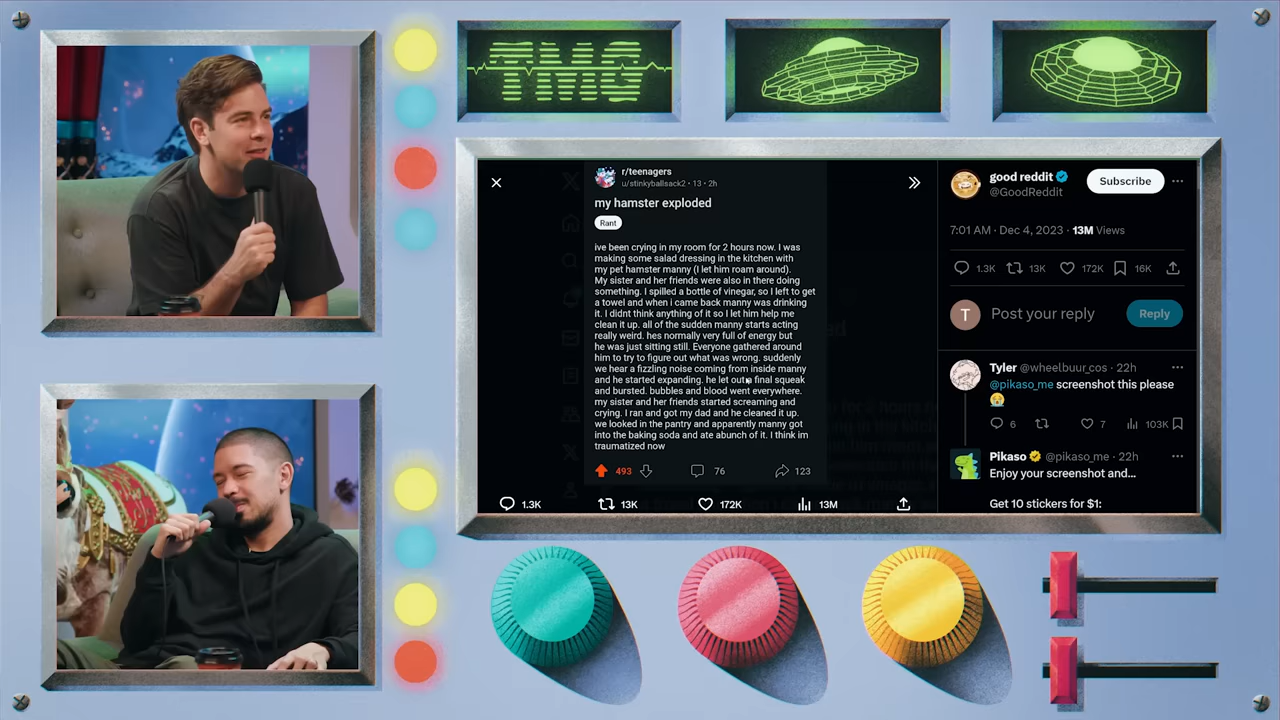 TMG
r/teenagers
u/stinkyballsack2 • 13 • 2h
my hamster exploded
Rant
ive been crying in my room for 2 hours now. I was
making some salad dressing in the kitchen with
my pet hamster manny (I let him roam around).
My sister and her friends were also in there doing
something. I spilled a bottle of vinegar, so I left to get
a towel and when i came back manny was drinking
it. I didnt think anything of it so I let him help me
clean it up. all of the sudden manny starts acting
really weird. hes normally very full of energy but
he was just sitting still. Everyone gathered around
him to try to figure out what was wrong. suddenly
we hear a fizzling noise coming from inside manny
and he started expanding. he let out a final squeak
and bursted. bubbles and blood went everywhere.
my sister and her friends started screaming and
crying. I ran and got my dad and he cleaned it up.
we looked in the pantry and apparently manny got
into the baking soda and ate abunch of it. I think im
traumatized now
493
76
123
1.3K
13K
172K
13M
good reddit
@GoodReddit
Subscribe
7:01 AM · Dec 4, 2023 · 13M Views
1.3K
13K
172K
16K
T
Post your reply
Reply
Tyler @wheelbuur_cos · 22h
@pikaso_me screenshot this please
6
7
103K
Pikaso @pikaso_me · 22h
Enjoy your screenshot and...
Get 10 stickers for $1: